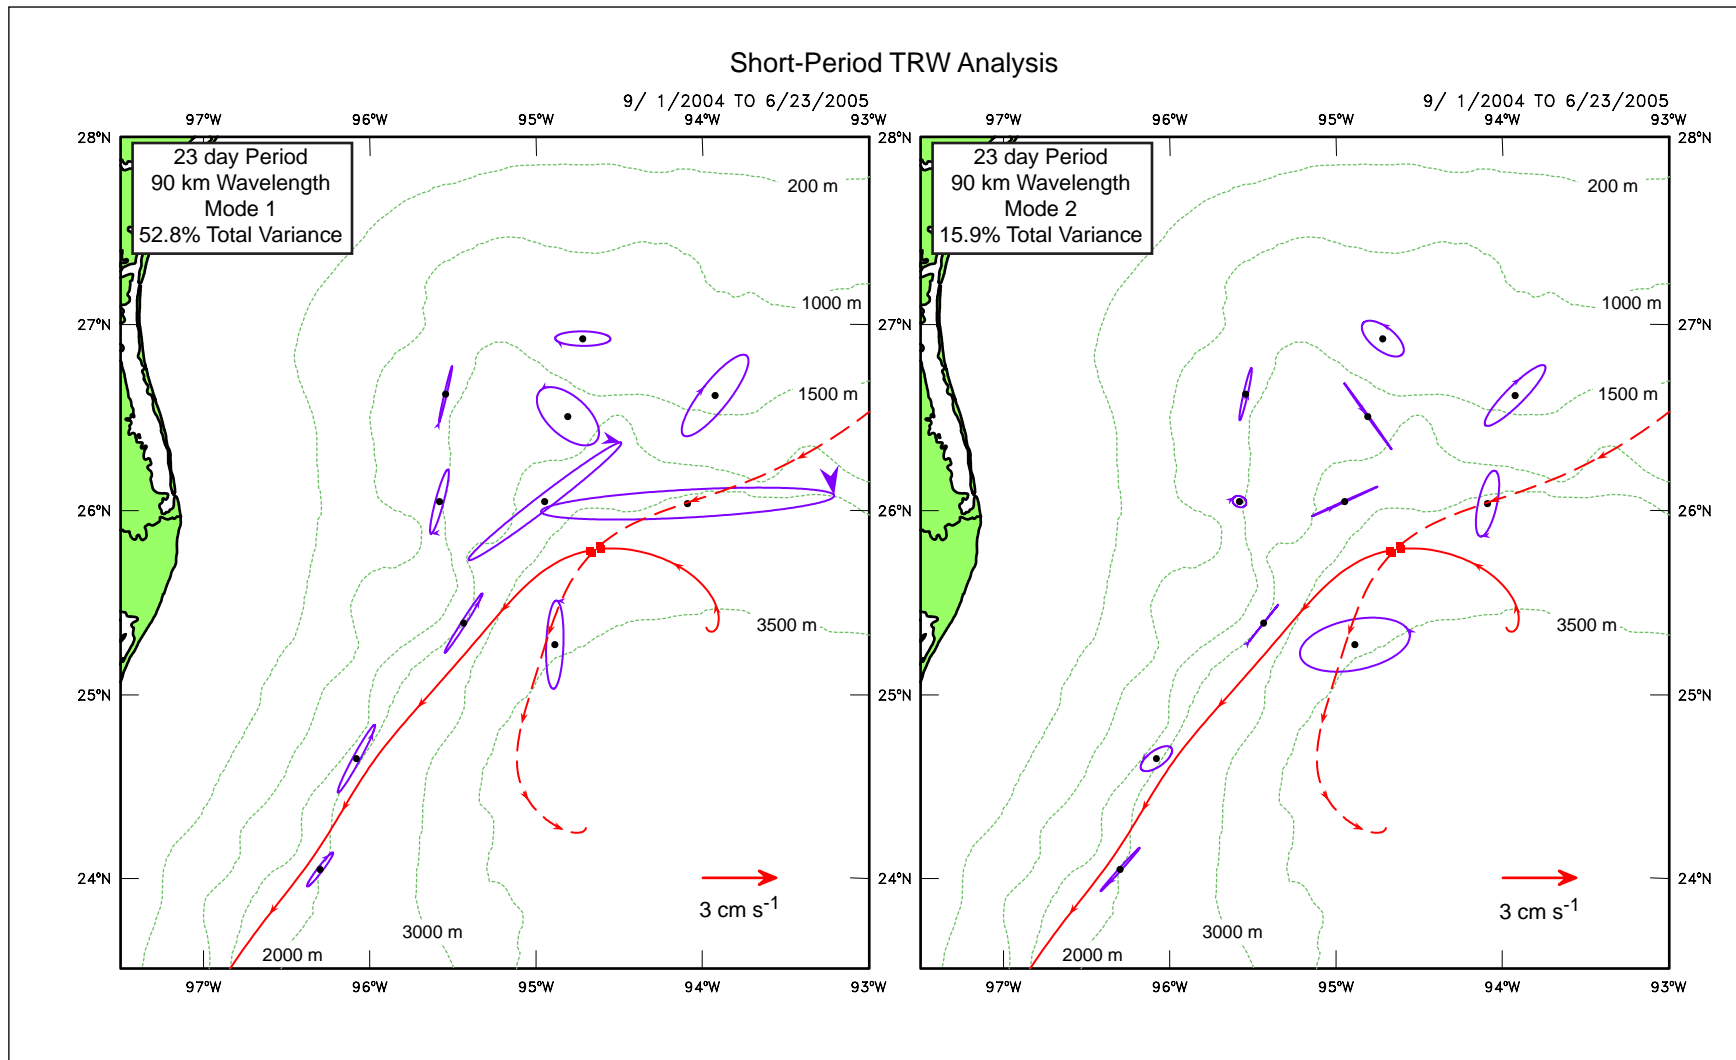 Short-Period TRW Analysis
9/ 1/2004 TO 6/23/2005
97°W 96°W 95°W 94°W 93°W
28°N
23 day Period
90 km Wavelength
Mode 1
52.8% Total Variance
200 m
1000 m
27°N
1500 m
26°N
3500 m
25°N
24°N
3 cm s-1
3000 m
2000 m
97°W 96°W 95°W 94°W 93°W
9/ 1/2004 TO 6/23/2005
97°W 96°W 95°W 94°W 93°W
28°N 28°N
23 day Period
90 km Wavelength
Mode 2
15.9% Total Variance
200 m
1000 m
27°N 27°N
1500 m
26°N 26°N
3500 m
25°N 25°N
24°N 24°N
3 cm s-1
3000 m
2000 m
97°W 96°W 95°W 94°W 93°W